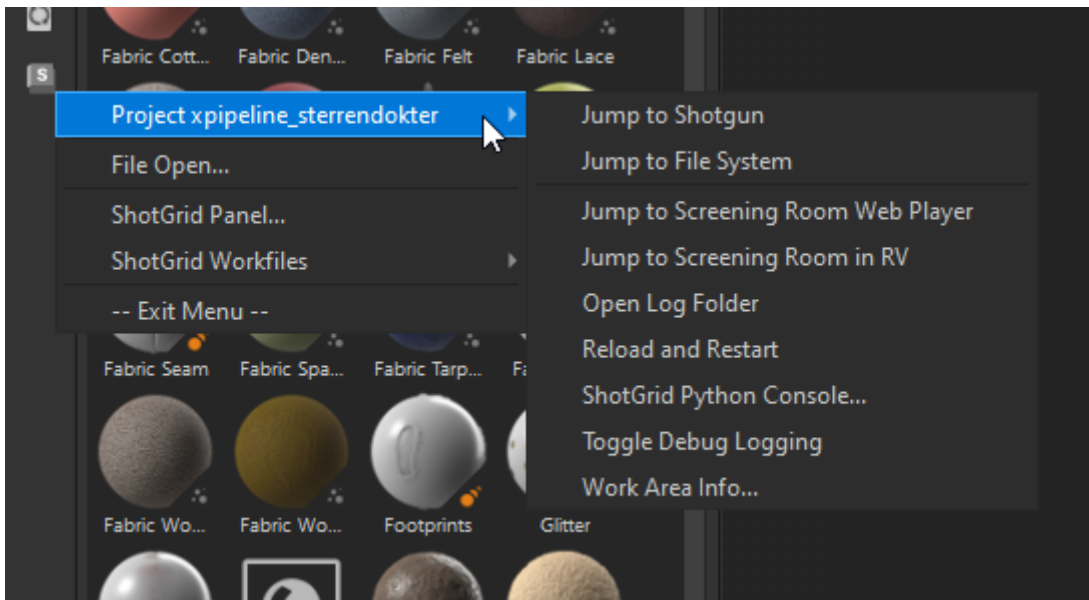 Fabric Cott... Fabric Den... Fabric Felt Fabric Lace
S
Project xpipeline_sterrendokter
File Open...
ShotGrid Panel...
ShotGrid Workfiles
-- Exit Menu --
Jump to Shotgun
Jump to File System
Jump to Screening Room Web Player
Jump to Screening Room in RV
Open Log Folder
Reload and Restart
ShotGrid Python Console...
Toggle Debug Logging
Work Area Info...
Fabric Seam Fabric Spa... Fabric Tarp...
Fabric Wo... Fabric Wo... Footprints Glitter